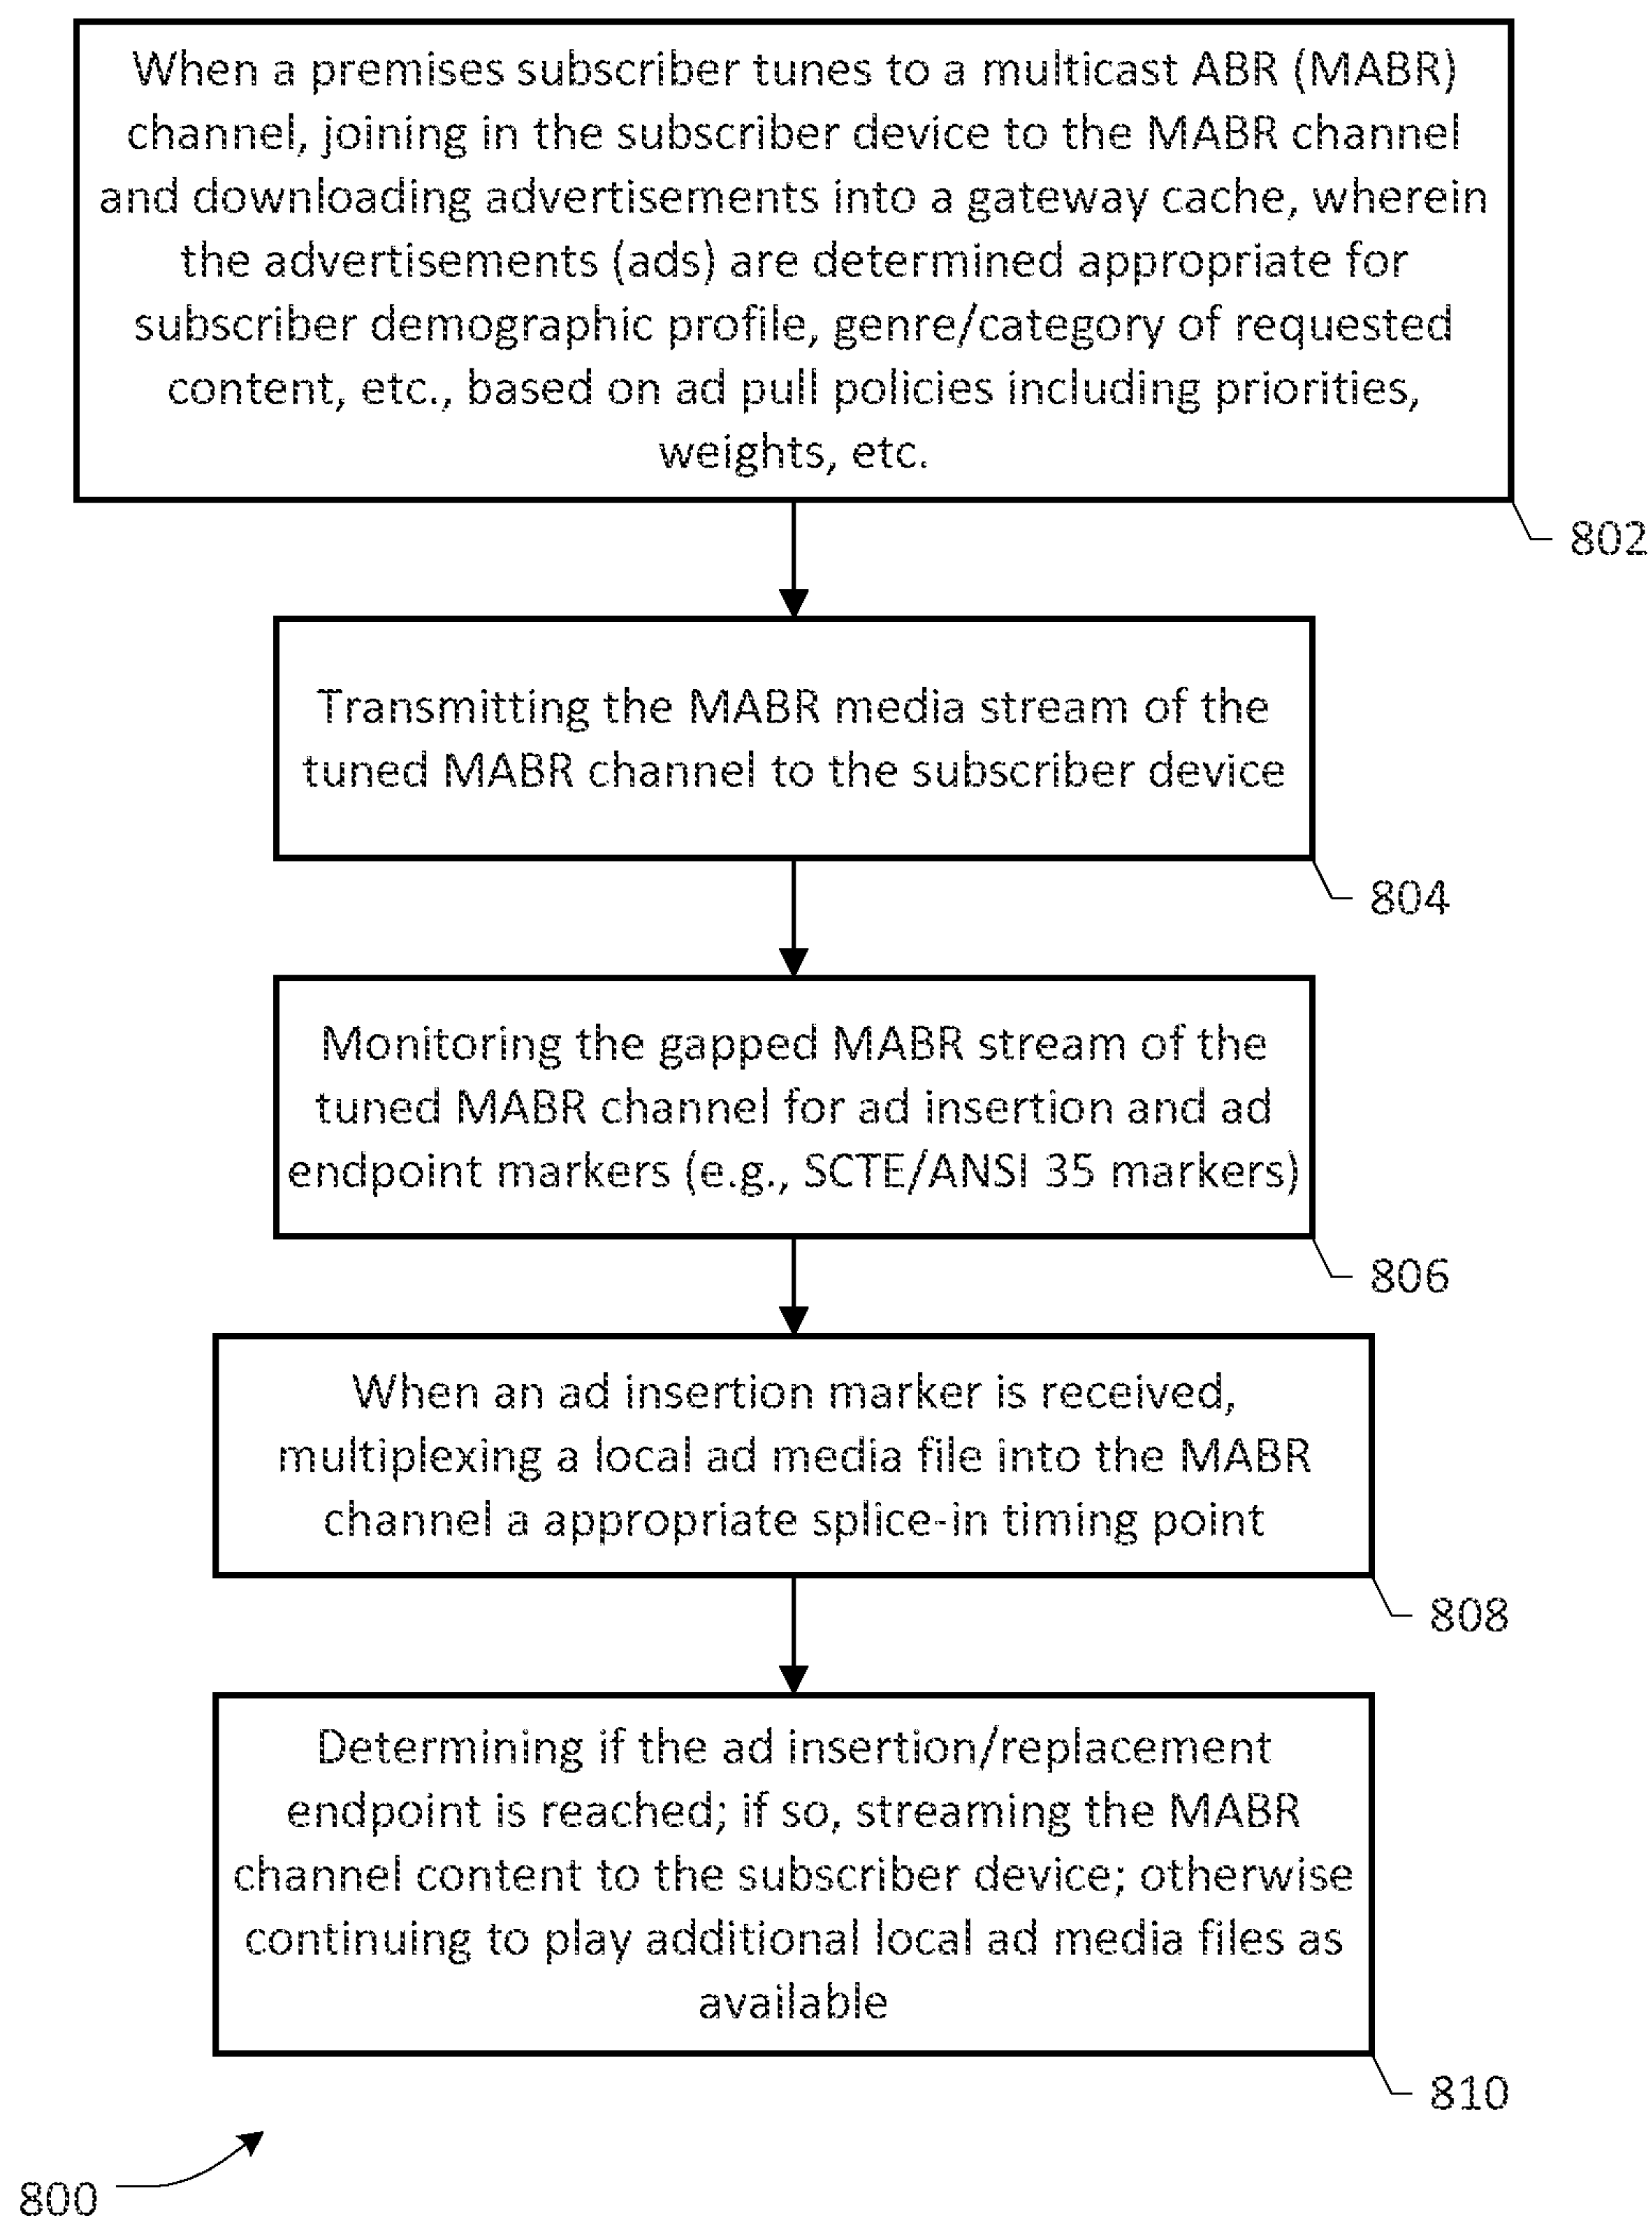 When a premises subscriber tunes to a multicast ABR (MABR)
channel, joining in the subscriber device to the MABR channel
and downloading advertisements into a gateway cache, wherein
the advertisements (ads) are determined appropriate for
subscriber demographic profile, genre/category of requested
content, etc., based on ad pull policies including priorities,
weights, etc.
802
Transmitting the MABR media stream of the
tuned MABR channel to the subscriber device
804
Monitoring the gapped MABR stream of the
tuned MABR channel for ad insertion and ad
endpoint markers (e.g., SCTE/ANSI 35 markers)
806
When an ad insertion marker is received,
multiplexing a local ad media file into the MABR
channel a appropriate splice-in timing point
808
Determining if the ad insertion/replacement
endpoint is reached; if so, streaming the MABR
channel content to the subscriber device; otherwise
continuing to play additional local ad media files as
available
810
800